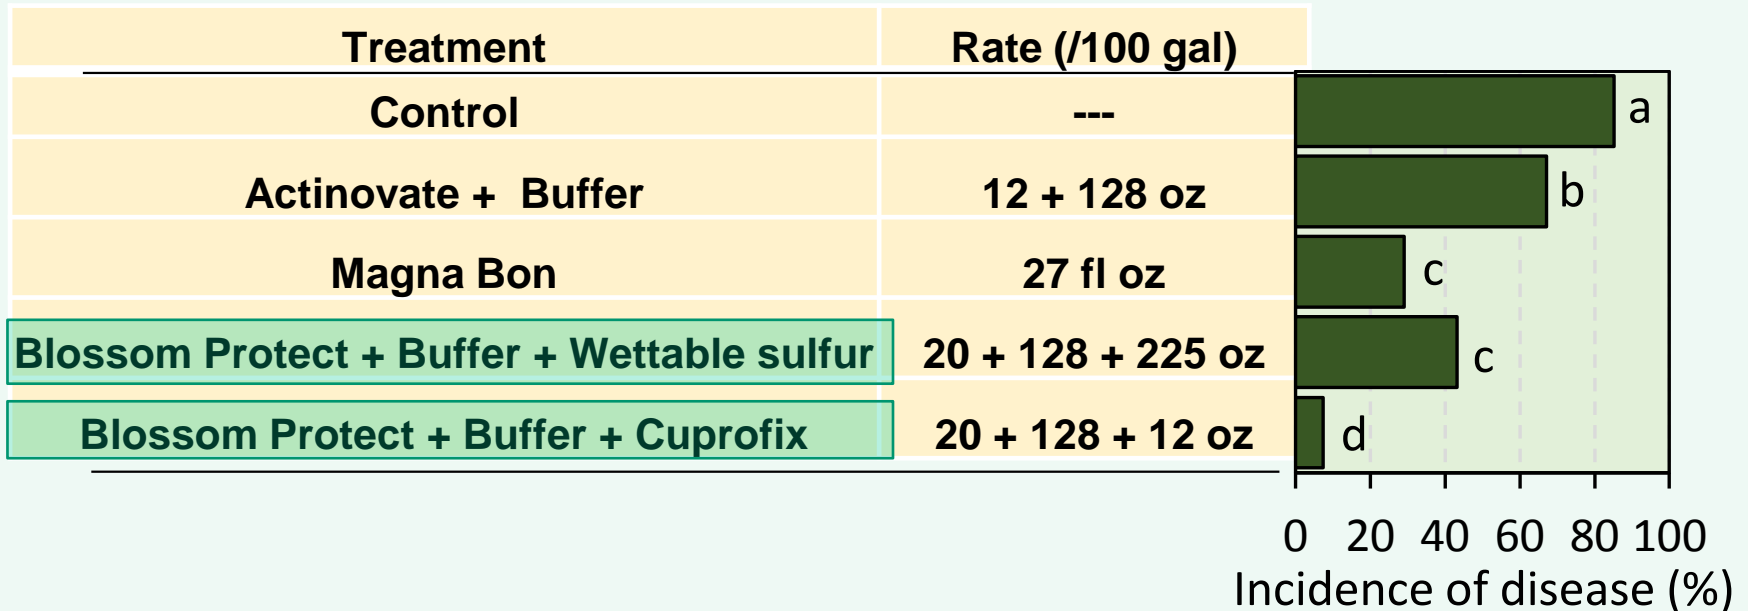 Treatment Rate (/100 gal)
Control --- a
Actinovate + Buffer 12 + 128 oz b
Magna Bon 27 fl oz c
Blossom Protect + Buffer + Wettable sulfur 20 + 128 + 225 oz c
Blossom Protect + Buffer + Cuprofix 20 + 128 + 12 oz d
0 20 40 60 80 100
Incidence of disease (%)